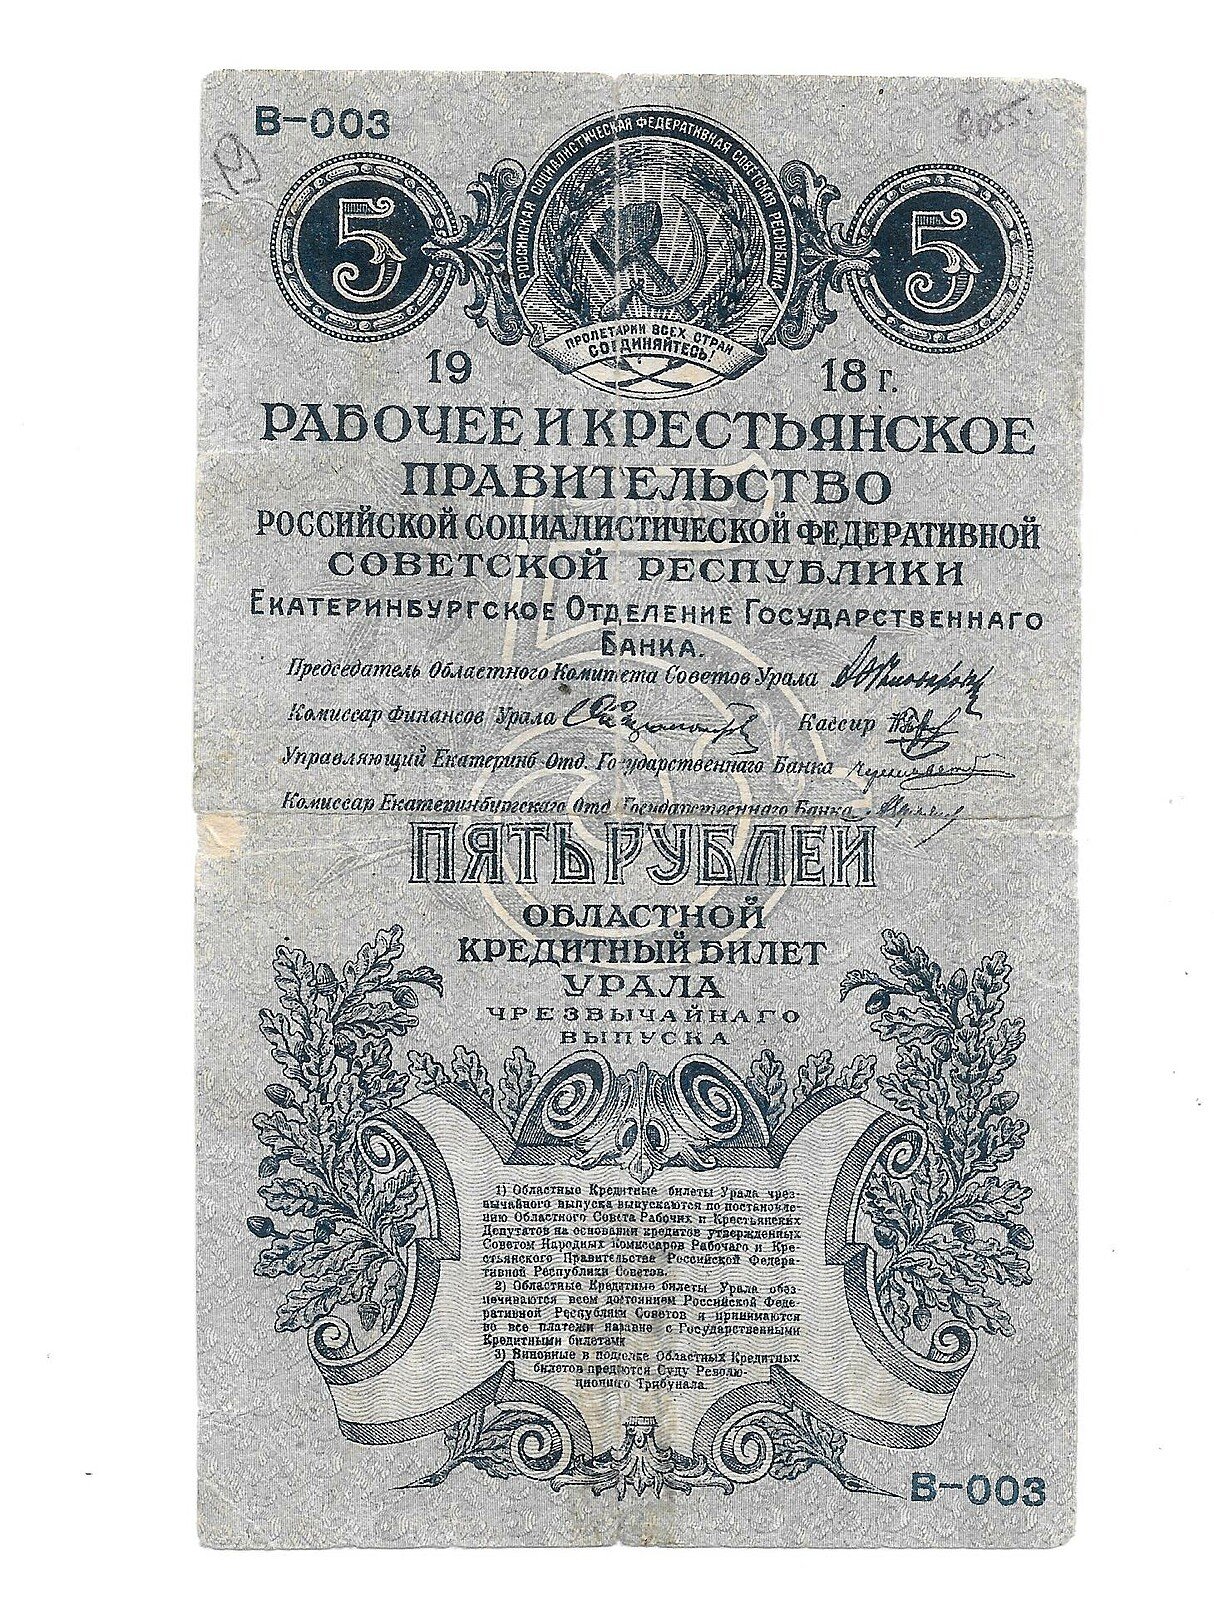 В-003
19
5
РОССИЙСКАЯ СОЦИАЛИСТИЧЕСКАЯ ФЕДЕРАТИВНАЯ СОВЕТСКАЯ РЕСПУБЛИКА
5
ПРОЛЕТАРИИ ВСЕХ СТРАН
СОЕДИНЯЙТЕСЬ!
19 18 г.
РАБОЧЕЕ И КРЕСТЬЯНСКОЕ
ПРАВИТЕЛЬСТВО
РОССИЙСКОЙ СОЦИАЛИСТИЧЕСКОЙ ФЕДЕРАТИВНОЙ
СОВЕТСКОЙ РЕСПУБЛИКИ
ЕКАТЕРИНБУРГСКОЕ ОТДЕЛЕНИЕ ГОСУДАРСТВЕННАГО
БАНКА.
Председатель Областного Комитета Советов Урала
Комиссар Финансов Урала Кассир
Управляющий Екатеринб. Отд. Государственнаго Банка
Комиссар Екатеринбургскаго Отд. Государственнаго Банка
ПЯТЬ РУБЛЕЙ
ОБЛАСТНОЙ
КРЕДИТНЫЙ БИЛЕТ
УРАЛА
ЧРЕЗВЫЧАЙНАГО
ВЫПУСКА
1) Областные Кредитные билеты Урала чрез-
вычайного выпуска выпускаются по постановле-
нию Областного Совета Рабочих и Крестьянских
Депутатов на основании кредитов утвержденных
Советом Народных Комиссаров Рабочаго и Кре-
стьянского Правительства Российской Федера-
тивной Республики Советов.
2) Областные Кредитные билеты Урала обез
печиваются всем достоянием Российской Феде-
ративной Республики Советов и принимаются
во все платежи наравне с Государственными
Кредитными билетами
3) Виновные в подделке Областных Кредитных
билетов предаются Суду Револю-
ционного Трибунала.
В-003